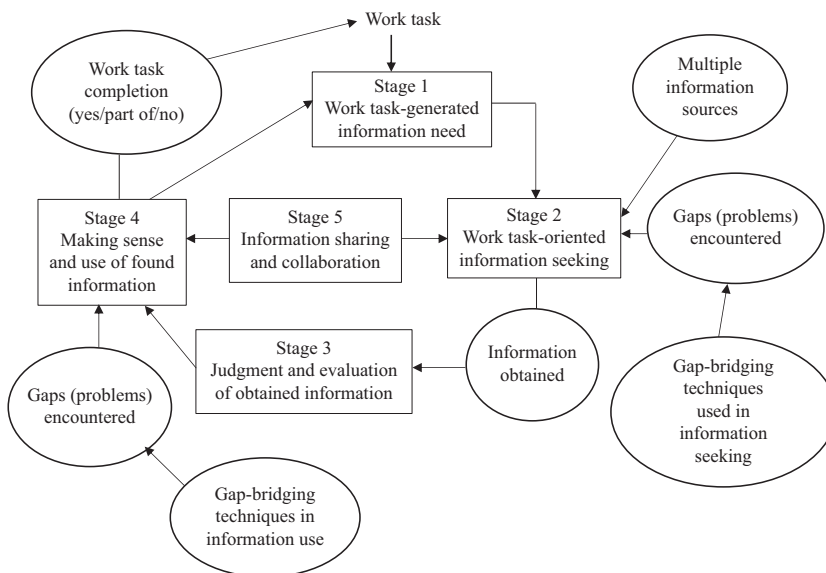 Work task
Work task
completion
(yes/part of/no)
Stage 1
Work task-generated
information need
Multiple
information
sources
Stage 4
Making sense
and use of found
information
Stage 5
Information sharing
and collaboration
Stage 2
Work task-oriented
information seeking
Gaps (problems)
encountered
Stage 3
Judgment and evaluation
of obtained information
Information
obtained
Gaps (problems)
encountered
Gap-bridging
techniques
used in
information
seeking
Gap-bridging
techniques in
information use